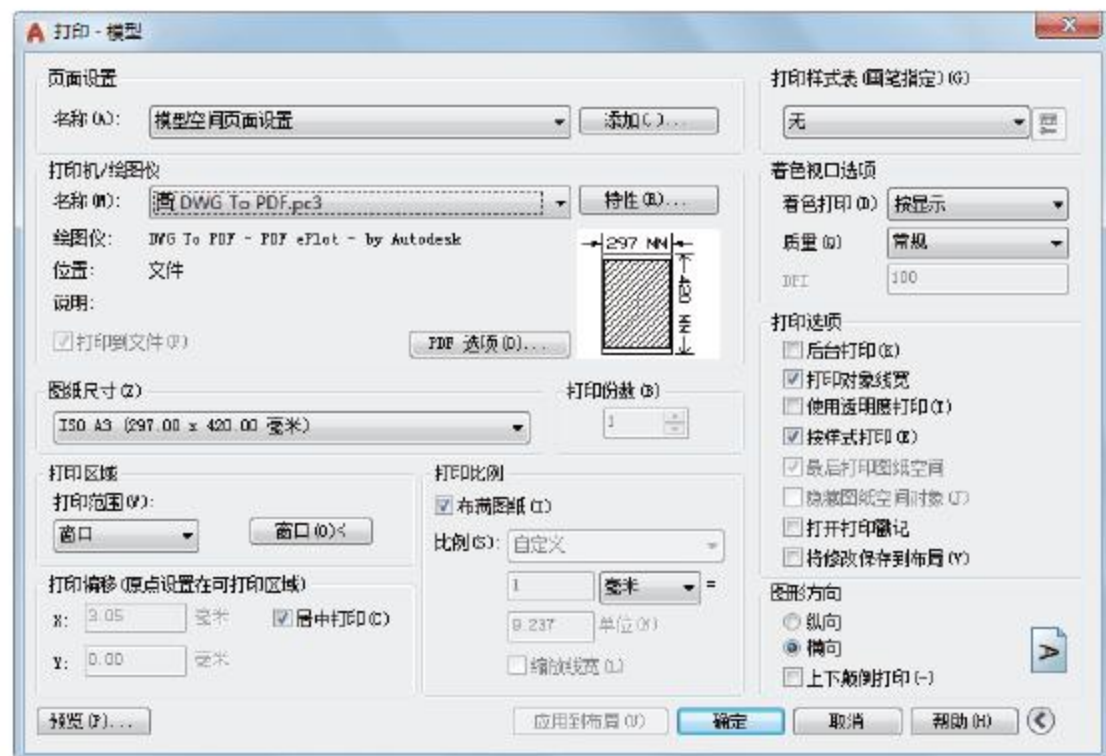 打印 - 模型
页面设置
名称(A):
模型空间页面设置
添加(.)...
打印机/绘图仪
名称(M):
DWG To PDF.pc3
特性(R)...
绘图仪:
DWG To PDF - PDF ePlot - by Autodesk
位置:
文件
说明:
打印到文件(F)
PDF 选项(O)...
297 MM
420 MM
图纸尺寸(Z)
ISO A3 (297.00 x 420.00 毫米)
打印份数(B)
1
打印区域
打印范围(W):
窗口
窗口(O)<
打印比例
布满图纸(I)
比例(S):
自定义
1
毫米
=
9.237
单位(N)
缩放线宽(L)
打印偏移(原点设置在可打印区域)
X:
3.05
毫米
居中打印(C)
Y:
0.00
毫米
打印样式表(画笔指定)(G)
无
着色视口选项
着色打印(D)
按显示
质量(Q)
常规
DPI
100
打印选项
后台打印(K)
打印对象线宽
使用透明度打印(T)
按样式打印(E)
最后打印图纸空间
隐藏图纸空间对象(J)
打开打印戳记
将修改保存到布局(V)
图形方向
纵向
横向
上下颠倒打印(-)
A
预览(P)...
应用到布局(U)
确定
取消
帮助(H)